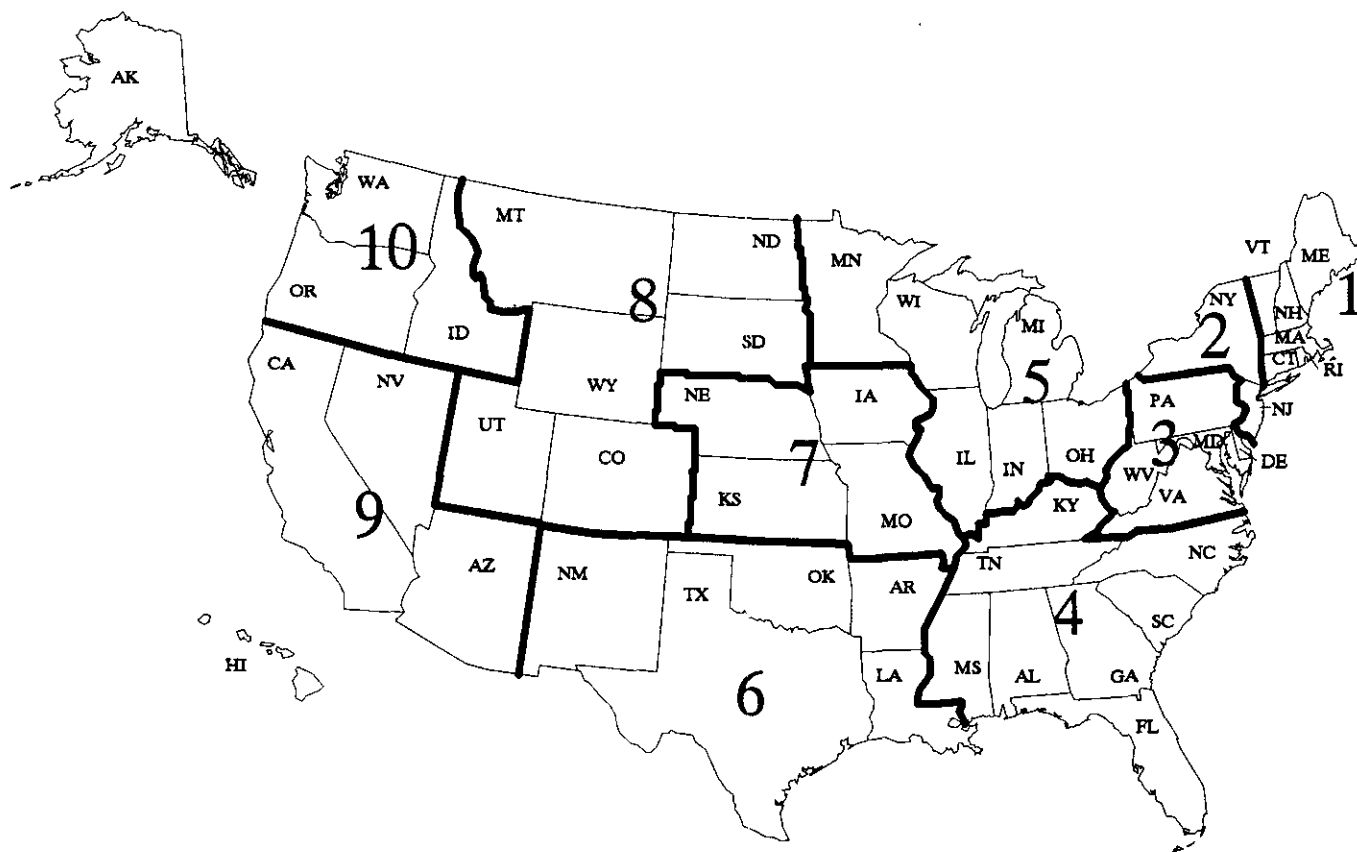 AK
WA
MT
ND
MN
VT
ME
10
8
WI
MI
NY
NH
1
OR
ID
SD
2
MA
CT
RI
CA
NV
WY
NE
IA
5
PA
NJ
UT
CO
7
IL
IN
OH
3
MD
DE
WV
9
KS
MO
KY
VA
AZ
NM
OK
TX
AR
TN
NC
4
SC
HI
6
LA
MS
AL
GA
FL